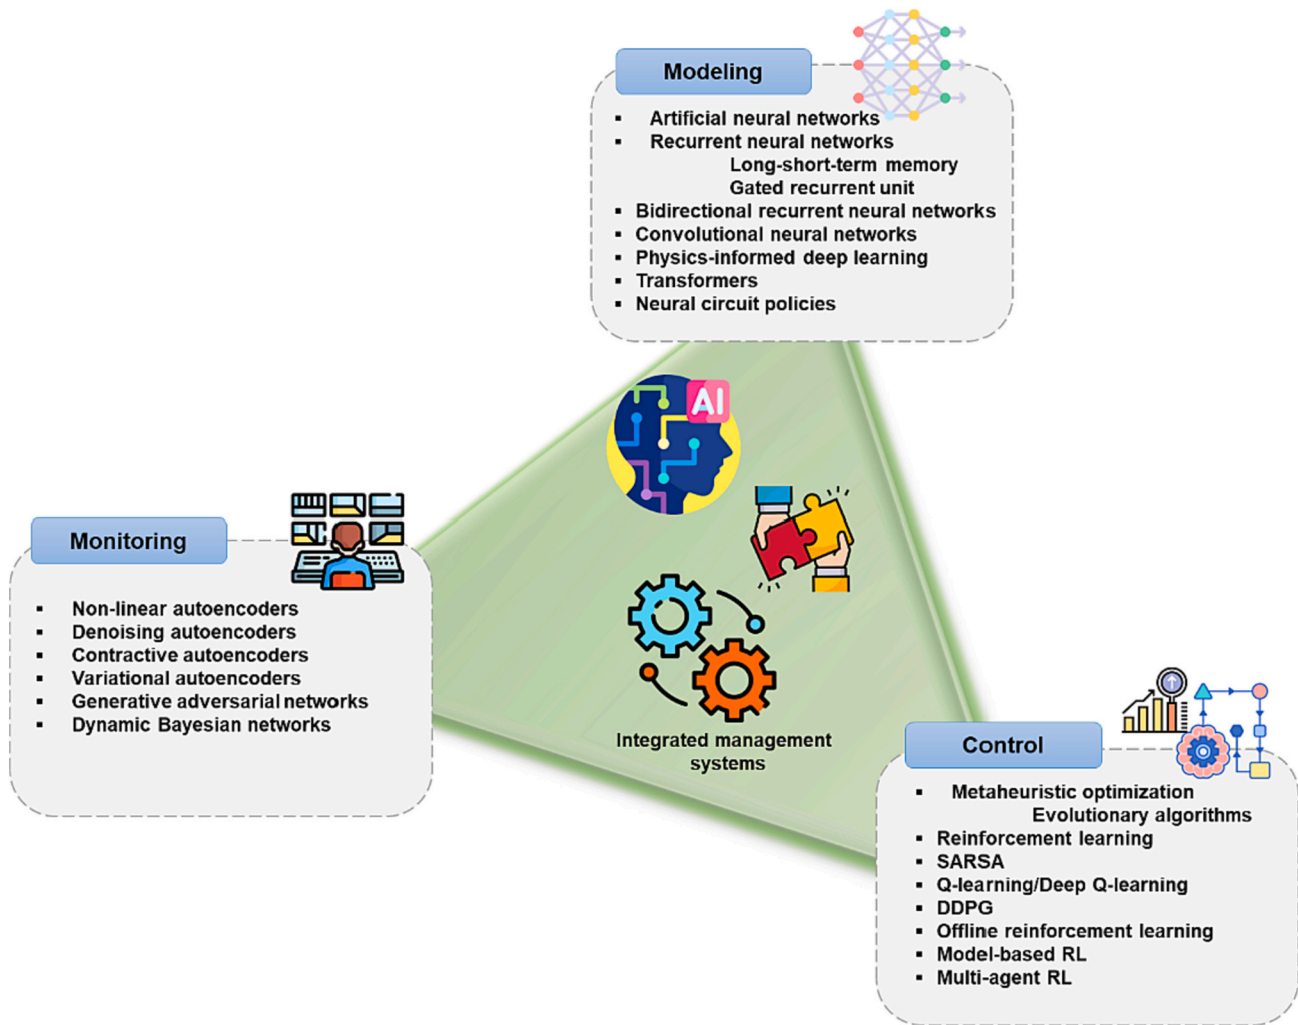 Modeling
▪ Artificial neural networks
▪ Recurrent neural networks
Long-short-term memory
Gated recurrent unit
▪ Bidirectional recurrent neural networks
▪ Convolutional neural networks
▪ Physics-informed deep learning
▪ Transformers
▪ Neural circuit policies
AI
Monitoring
▪ Non-linear autoencoders
▪ Denoising autoencoders
▪ Contractive autoencoders
▪ Variational autoencoders
▪ Generative adversarial networks
▪ Dynamic Bayesian networks
Integrated management
systems
Control
▪ Metaheuristic optimization
Evolutionary algorithms
▪ Reinforcement learning
▪ SARSA
▪ Q-learning/Deep Q-learning
▪ DDPG
▪ Offline reinforcement learning
▪ Model-based RL
▪ Multi-agent RL